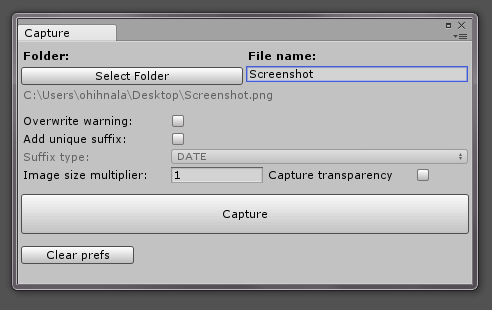 Capture
Folder: File name:
Select Folder Screenshot
C:\Users\ohihnala\Desktop\Screenshot.png
Overwrite warning:
Add unique suffix:
Suffix type: DATE
Image size multiplier: 1 Capture transparency
Capture
Clear prefs